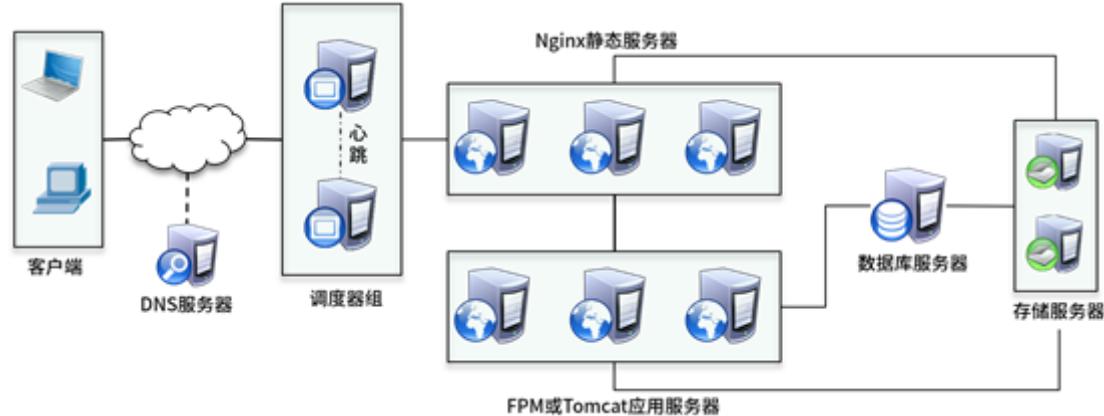 Nginx静态服务器
心
跳
客户端
DNS服务器
调度器组
数据库服务器
存储服务器
FPM或Tomcat应用服务器